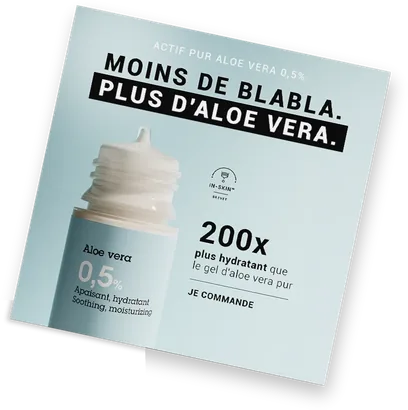 ACTIF PUR ALOE VERA 0,5%
MOINS DE BLABLA.
PLUS D'ALOE VERA.
IN-SKIN™
200x
plus hydratant que
le gel d'aloe vera pur
JE COMMANDE
Aloe vera
0,5%
Apaisant, hydratant
Soothing, moisturizing